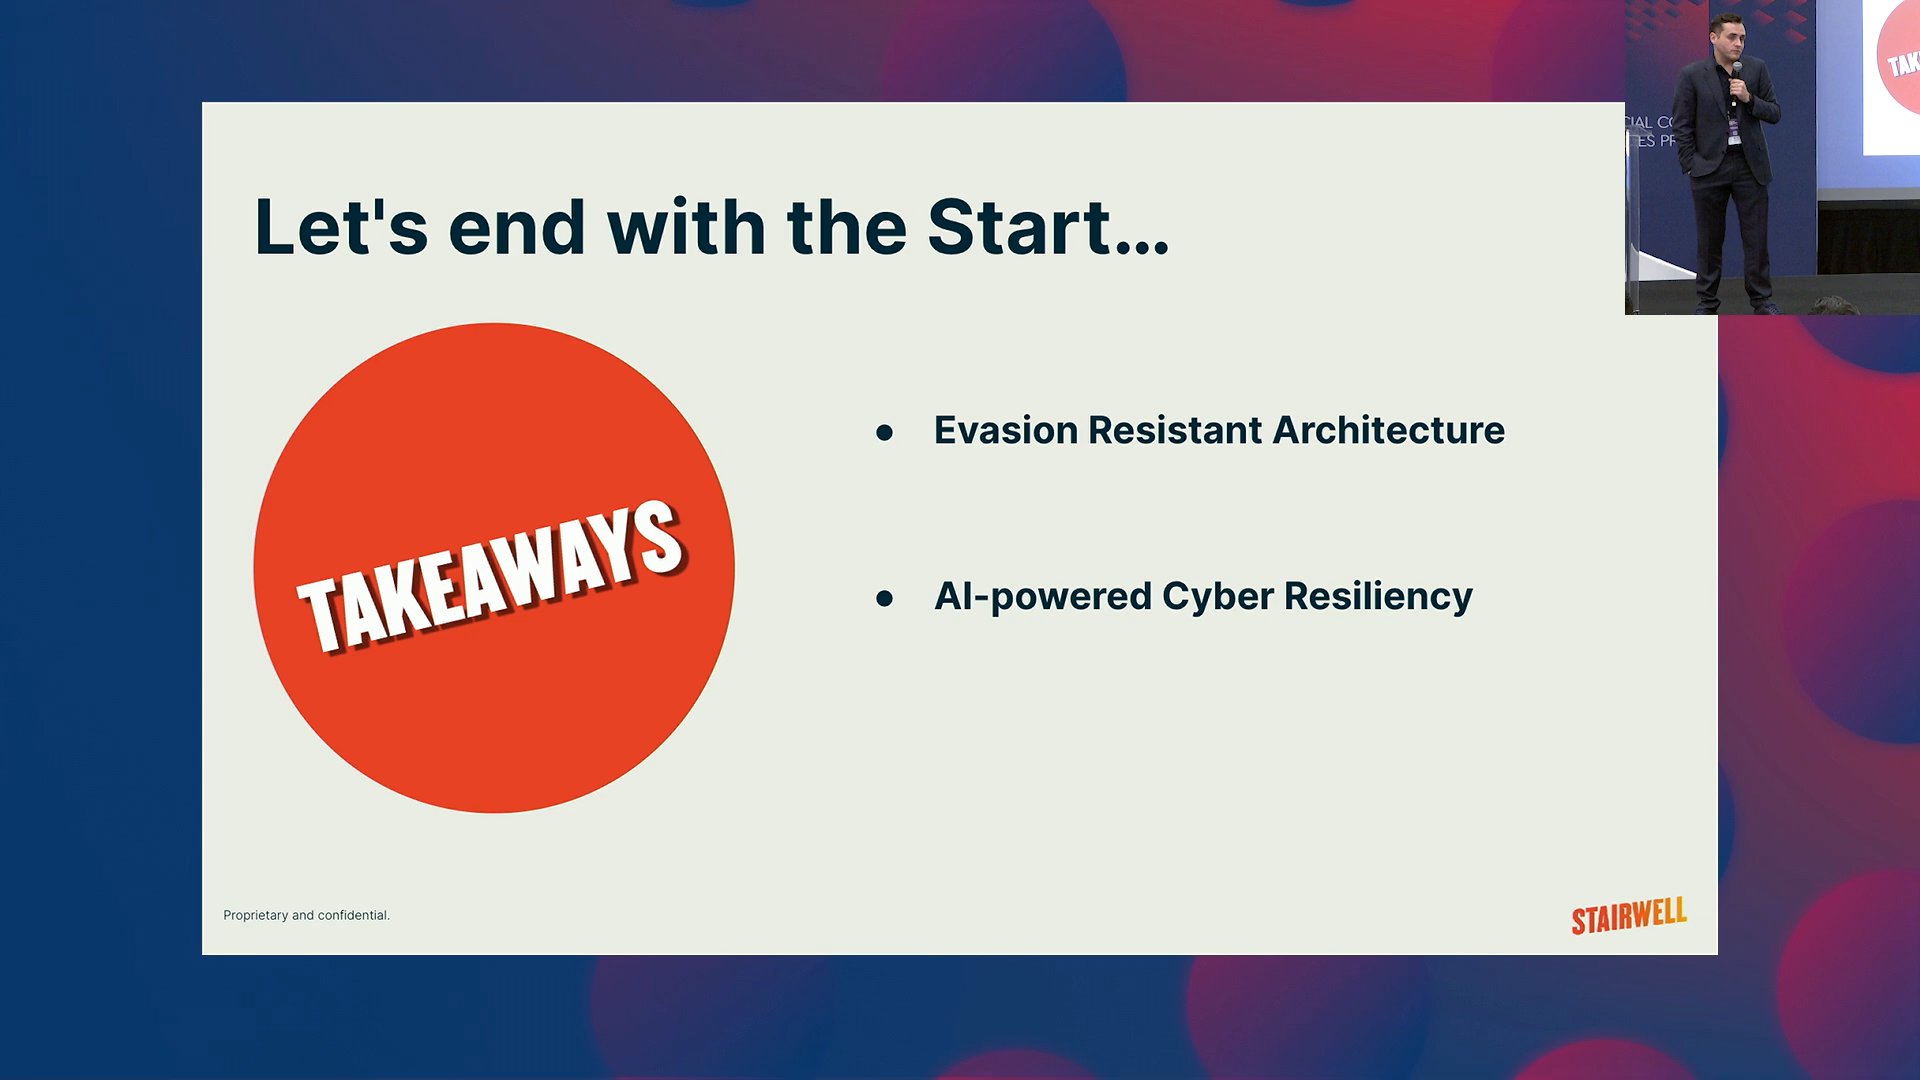 Let's end with the Start...
TAKEAWAYS
• Evasion Resistant Architecture
• AI-powered Cyber Resiliency
Proprietary and confidential.
STAIRWELL